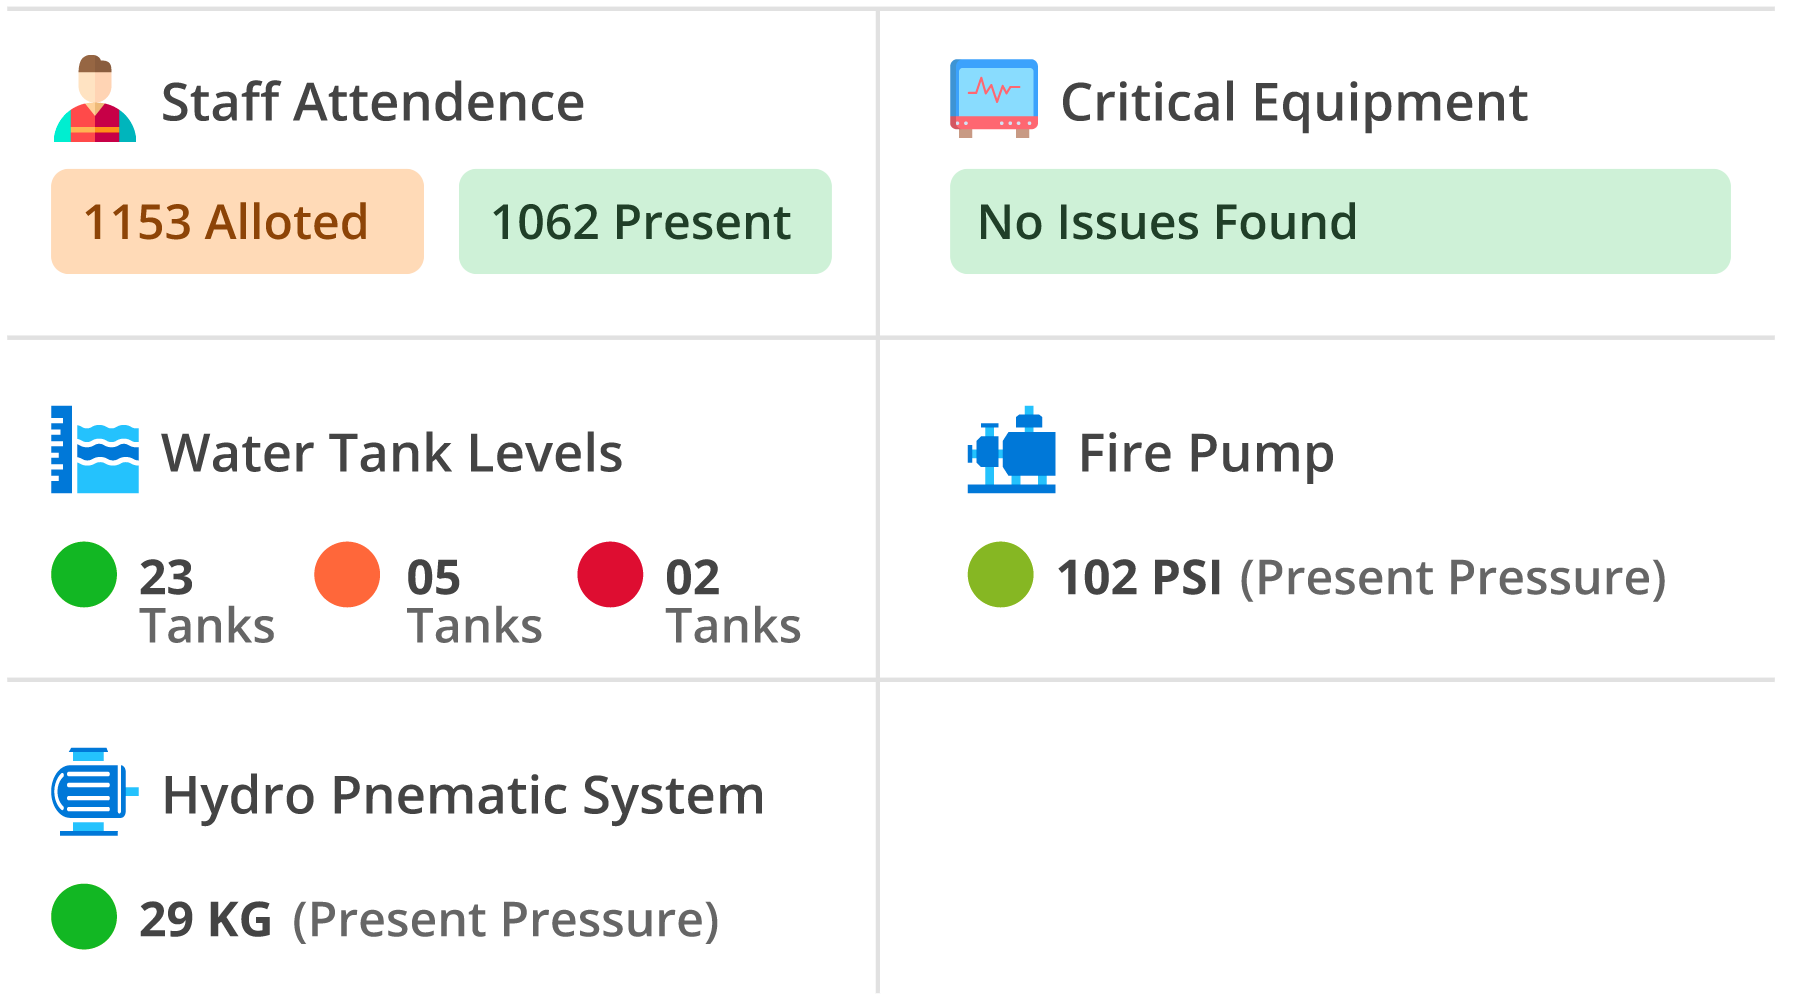 Staff Attendence
1153 Alloted
1062 Present
Critical Equipment
No Issues Found
Water Tank Levels
23
Tanks
05
Tanks
02
Tanks
Fire Pump
102 PSI (Present Pressure)
Hydro Pnematic System
29 KG (Present Pressure)